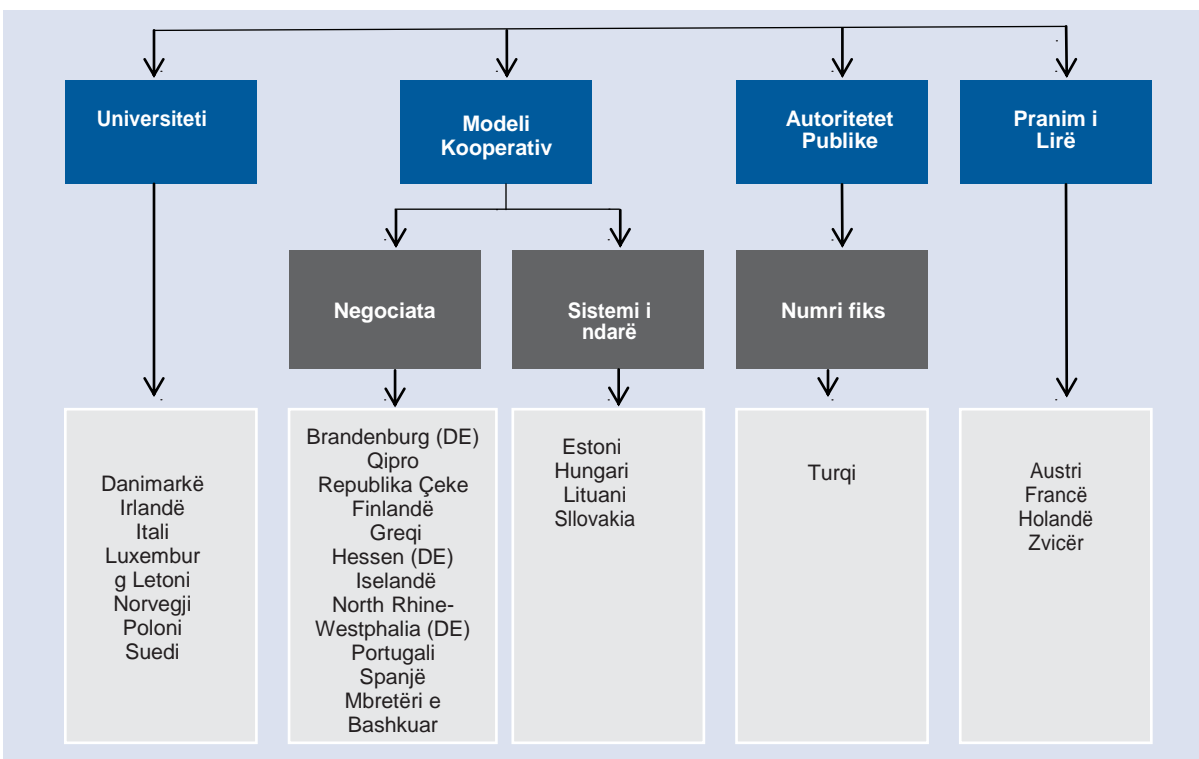 Universiteti
Modeli
Kooperativ
Autoritetet
Publike
Pranim i
Lirë
Negociata
Sistemi i
ndarë
Numri fiks
Danimarkë
Irlandë
Itali
Luxembur
g Letoni
Norvegji
Poloni
Suedi
Brandenburg (DE)
Qipro
Republika Çeke
Finlandë
Greqi
Hessen (DE)
Iselandë
North Rhine-
Westphalia (DE)
Portugali
Spanjë
Mbretëri e
Bashkuar
Estoni
Hungari
Lituani
Sllovakia
Turqi
Austri
Francë
Holandë
Zvicër